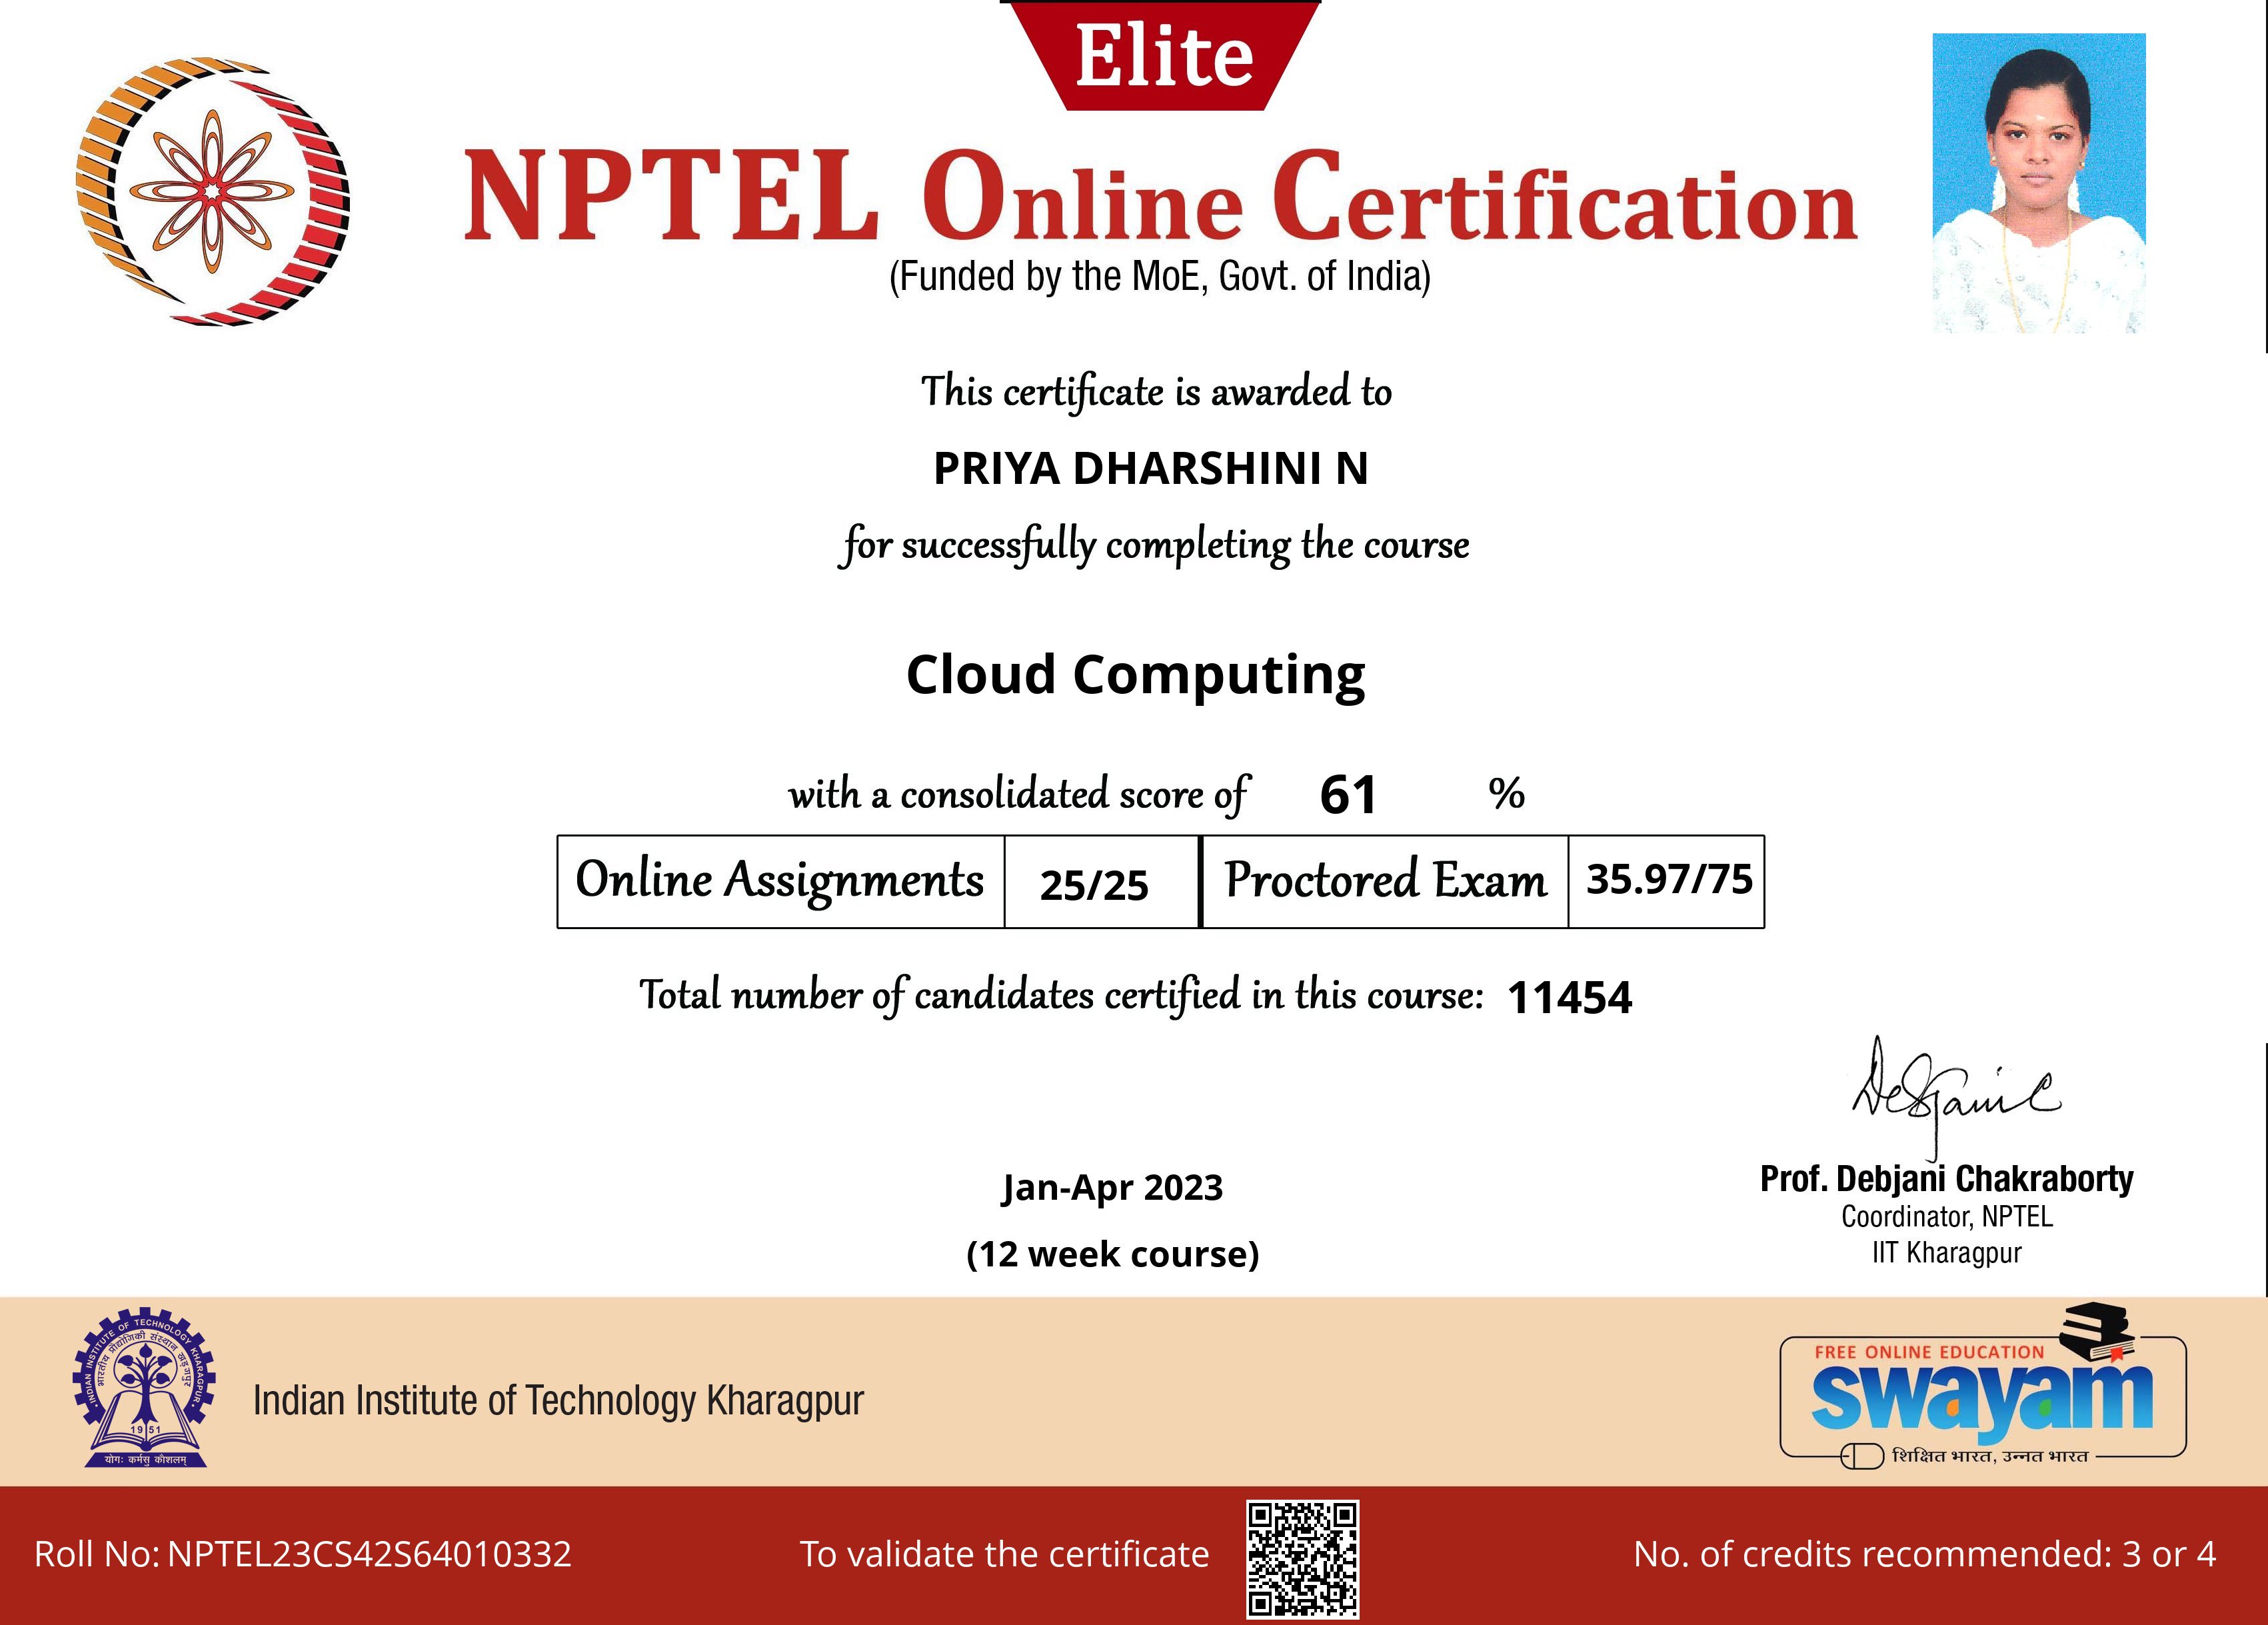 Elite
NPTEL Online Certification
(Funded by the MoE, Govt. of India)
This certificate is awarded to
PRIYA DHARSHINI N
for successfully completing the course
Cloud Computing
with a consolidated score of 61 %
Online Assignments 25/25 Proctored Exam 35.97/75
Total number of candidates certified in this course: 11454
Debjani C
Prof. Debjani Chakraborty
Coordinator, NPTEL
IIT Kharagpur
Jan-Apr 2023
(12 week course)
INDIAN INSTITUTE OF TECHNOLOGY KHARAGPUR
भारतीय प्रौद्योगिकी संस्थान खड़गपुर
1951
योगः कर्मसु कौशलम्
Indian Institute of Technology Kharagpur
FREE ONLINE EDUCATION
swayam
शिक्षित भारत, उन्नत भारत
Roll No: NPTEL23CS42S64010332
To validate the certificate
No. of credits recommended: 3 or 4